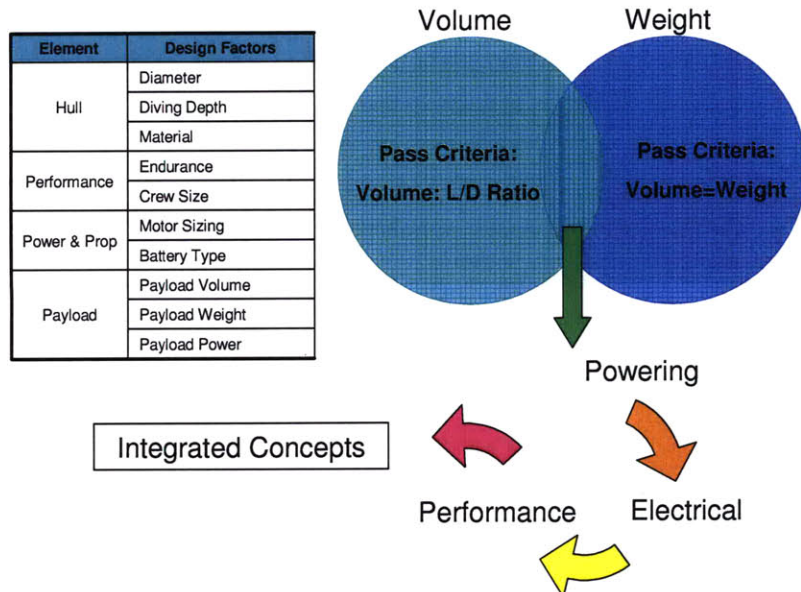 Volume Weight
Element Design Factors
Hull
Diameter
Diving Depth
Material
Performance
Endurance
Crew Size
Power & Prop
Motor Sizing
Battery Type
Payload
Payload Volume
Payload Weight
Payload Power
Pass Criteria:
Volume: L/D Ratio
Pass Criteria:
Volume=Weight
Powering
Electrical
Performance
Integrated Concepts